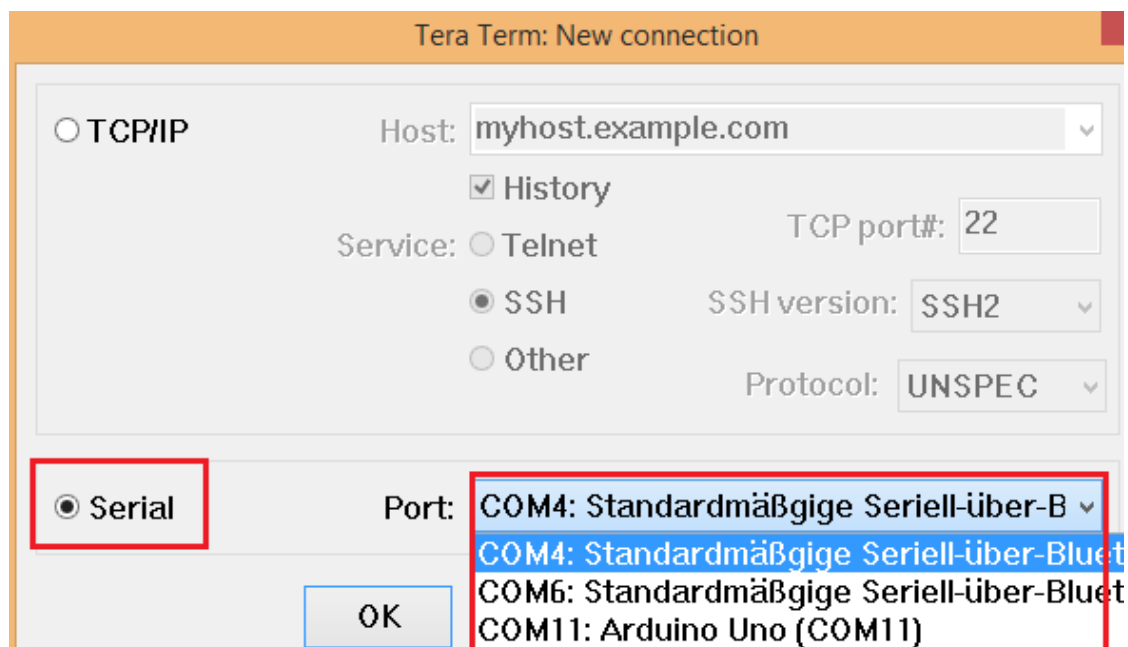 Tera Term: New connection
TCP/IP
Host: myhost.example.com
History
TCP port#: 22
Service: Telnet
SSH
SSH version: SSH2
Other
Protocol: UNSPEC
Serial
Port: COM4: Standardmäßgige Seriell-über-B
COM4: Standardmäßgige Seriell-über-Bluet
COM6: Standardmäßgige Seriell-über-Bluet
OK
COM11: Arduino Uno (COM11)